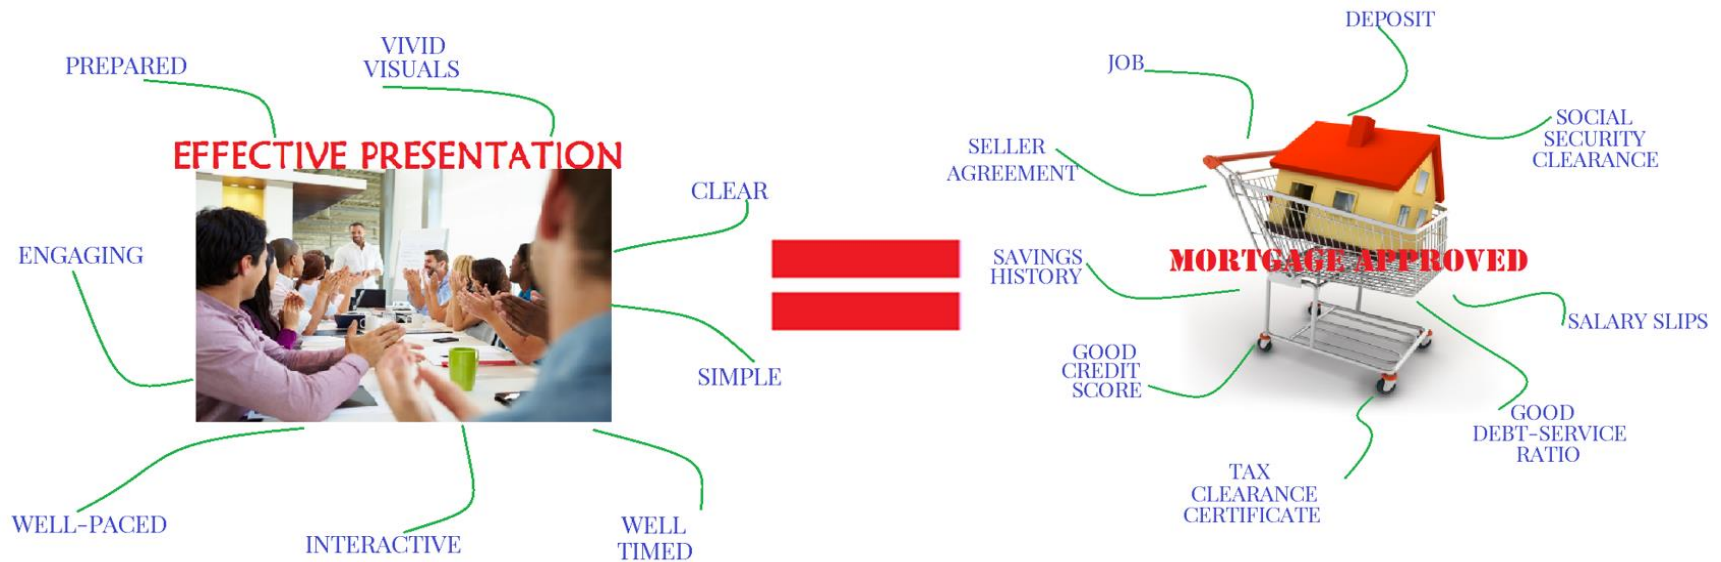 PREPARED
VIVID
VISUALS
EFFECTIVE PRESENTATION
ENGAGING
CLEAR
SIMPLE
WELL-PACED
INTERACTIVE
WELL
TIMED
DEPOSIT
JOB
SOCIAL
SECURITY
CLEARANCE
SELLER
AGREEMENT
SAVINGS
HISTORY
MORTGAGE APPROVED
SALARY SLIPS
GOOD
CREDIT
SCORE
GOOD
DEBT-SERVICE
RATIO
TAX
CLEARANCE
CERTIFICATE